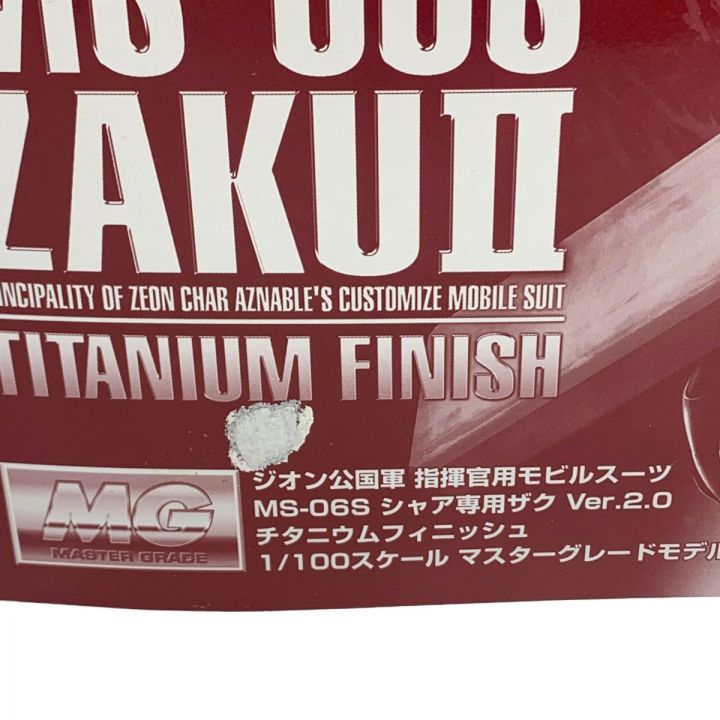 MS-06S
ZAKUII
INCIPALITY OF ZEON CHAR AZNABLE'S CUSTOMIZE MOBILE SUIT
TITANIUM FINISH
MG
MASTER GRADE
ジオン公国軍 指揮官用モビルスーツ
MS-06S シャア専用ザク Ver.2.0
チタニウムフィニッシュ
1/100スケール マスターグレードモデル